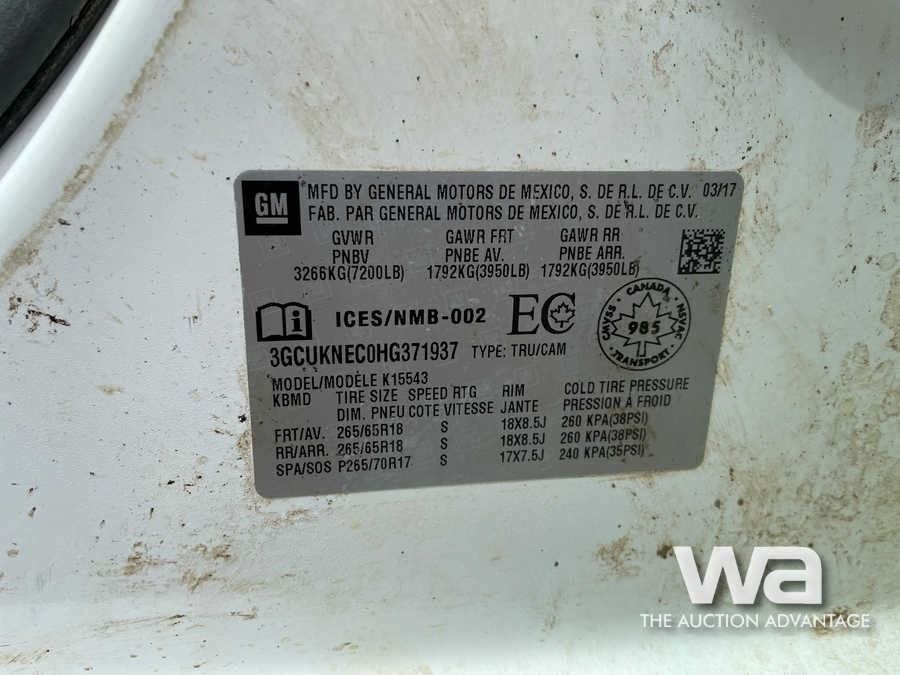 GM
MFD BY GENERAL MOTORS DE MEXICO, S. DE R.L. DE C.V. 03/17
FAB. PAR GENERAL MOTORS DE MEXICO, S. DE R.L. DE C.V.
GVWR GAWR FRT GAWR RR
PNBV PNBE AV. PNBE ARR.
3266KG(7200LB) 1792KG(3950LB) 1792KG(3950LB)
ICES/NMB-002 EC
CANADA
CMVSS 985 NSVAC
TRANSPORT
3GCUKNEC0HG371937 TYPE: TRU/CAM
MODEL/MODÈLE K15543
KBMD TIRE SIZE SPEED RTG RIM COLD TIRE PRESSURE
DIM. PNEU COTE VITESSE JANTE PRESSION À FROID
FRT/AV. 265/65R18 S 18X8.5J 260 KPA(38PSI)
RR/ARR. 265/65R18 S 18X8.5J 260 KPA(38PSI)
SPA/SOS P265/70R17 S 17X7.5J 240 KPA(35PSI)
wa
THE AUCTION ADVANTAGE